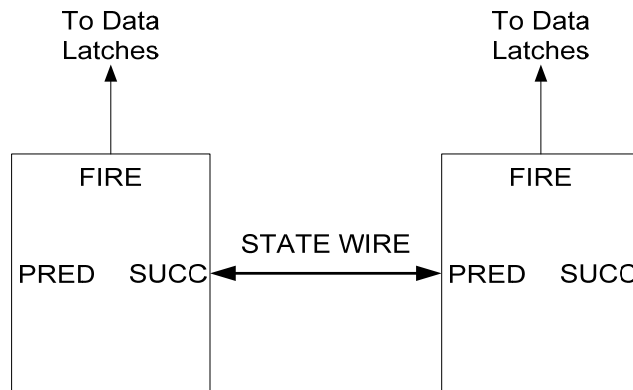 To Data
Latches
To Data
Latches
FIRE
FIRE
STATE WIRE
PRED SUCC
PRED SUCC